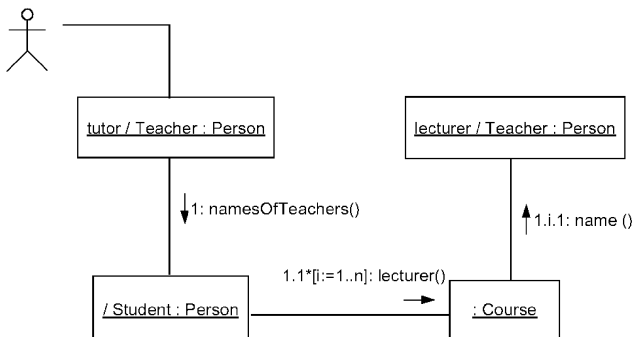 tutor / Teacher : Person
lecturer / Teacher : Person
1: namesOfTeachers()
1.i.1: name ()
1.1*[i:=1..n]: lecturer()
/ Student : Person
: Course